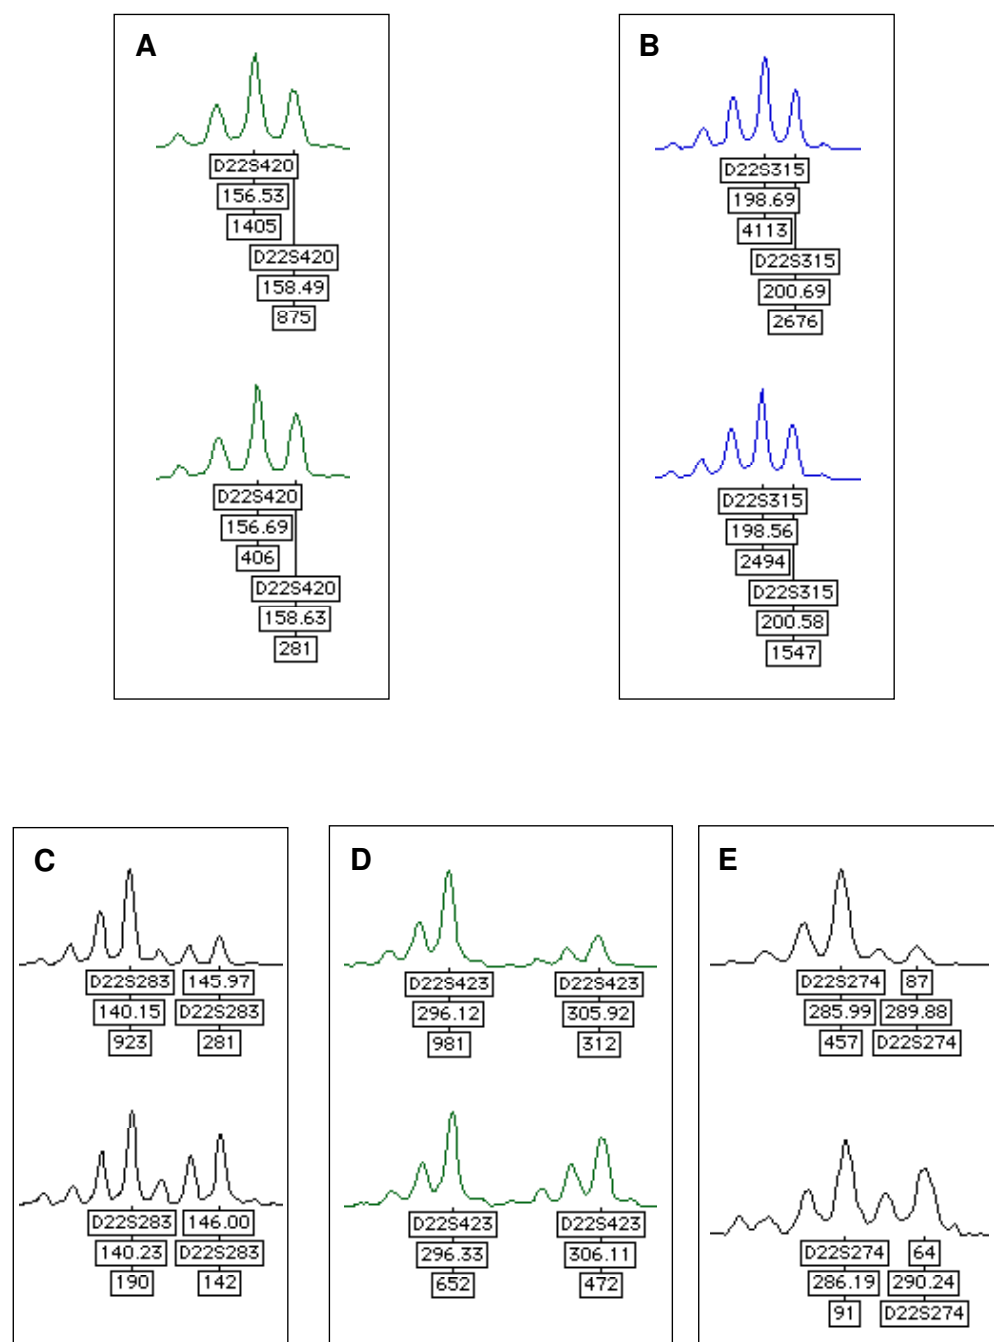 A
D22S420
156.53
1405
D22S420
158.49
875
D22S420
156.69
406
D22S420
158.63
281
B
D22S315
198.69
4113
D22S315
200.69
2676
D22S315
198.56
2494
D22S315
200.58
1547
C
D22S283 145.97
140.15 D22S283
923 281
D22S283 146.00
140.23 D22S283
190 142
D
D22S423 D22S423
296.12 305.92
981 312
D22S423 D22S423
296.33 306.11
652 472
E
D22S274 87
285.99 289.88
457 D22S274
D22S274 64
286.19 290.24
91 D22S274